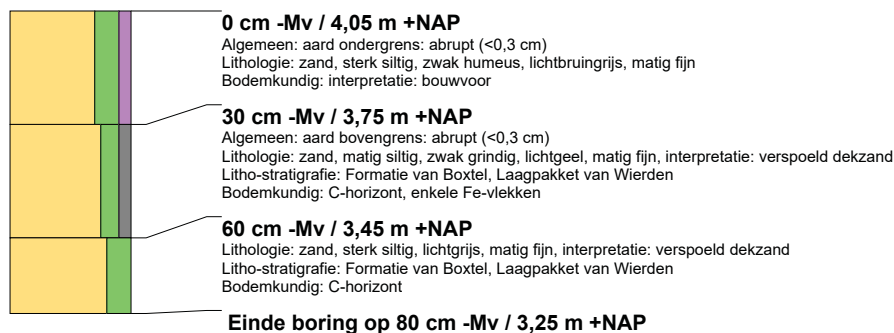 0 cm -Mv / 4,05 m +NAP
Algemeen: aard ondergrens: abrupt (<0,3 cm)
Lithologie: zand, sterk siltig, zwak humeus, lichtbruingrijs, matig fijn
Bodemkundig: interpretatie: bouwvoor
30 cm -Mv / 3,75 m +NAP
Algemeen: aard bovengrens: abrupt (<0,3 cm)
Lithologie: zand, matig siltig, zwak grindig, lichtgeel, matig fijn, interpretatie: verspoeld dekzand
Litho-stratigrafie: Formatie van Boxtel, Laagpakket van Wierden
Bodemkundig: C-horizont, enkele Fe-vlekken
60 cm -Mv / 3,45 m +NAP
Lithologie: zand, sterk siltig, lichtgrijs, matig fijn, interpretatie: verspoeld dekzand
Litho-stratigrafie: Formatie van Boxtel, Laagpakket van Wierden
Bodemkundig: C-horizont
Einde boring op 80 cm -Mv / 3,25 m +NAP